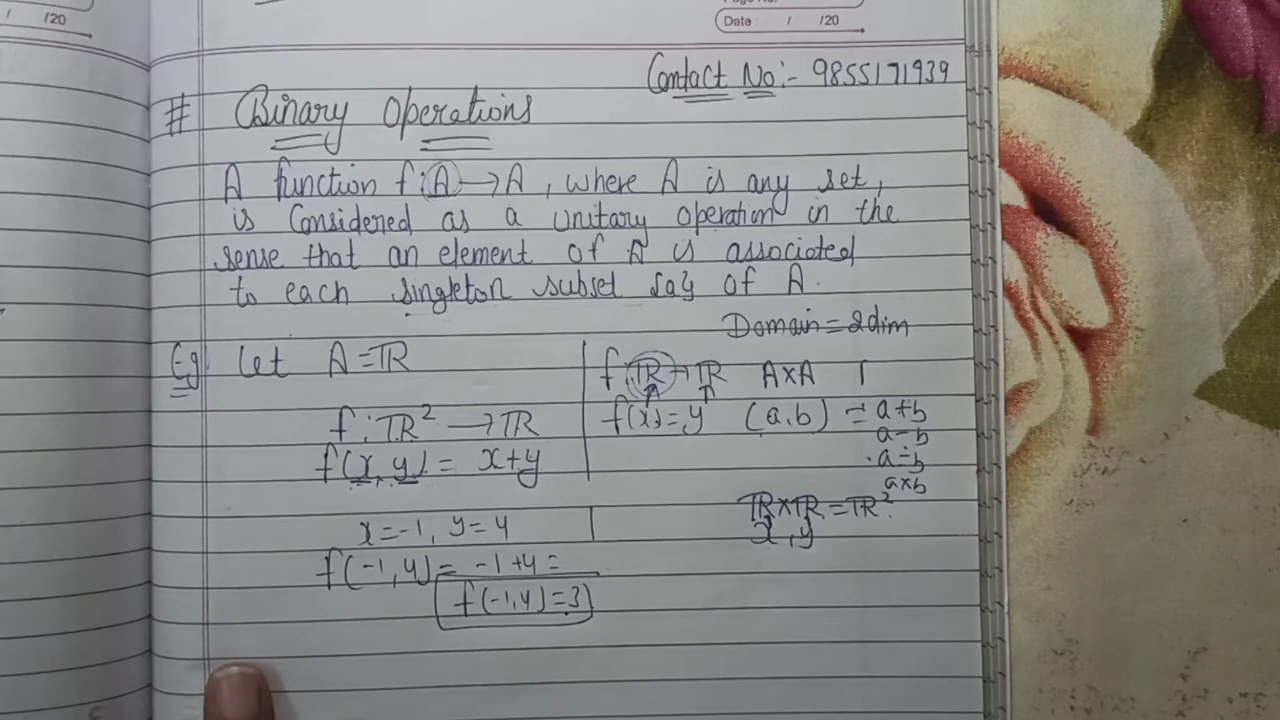 / /20
Date / /20
Contact No:- 9855171939
# Binary Operations
A function f: A → A, where A is any set,
is Considered as a Unitary operation in the
sense that an element of A is associated
to each singleton subset say of A.
Domain = 2dim
Eg. Let A = ℝ
f: ℝ² → ℝ
f(x, y) = x+y
x = -1, y = 4
f(-1, 4) = -1+4 =
f(-1, 4) = 3
f ℝ → ℝ A×A
f(x) = y (a, b) = a+b
a-b
a÷b
a×b
ℝ×ℝ = ℝ²
x, y